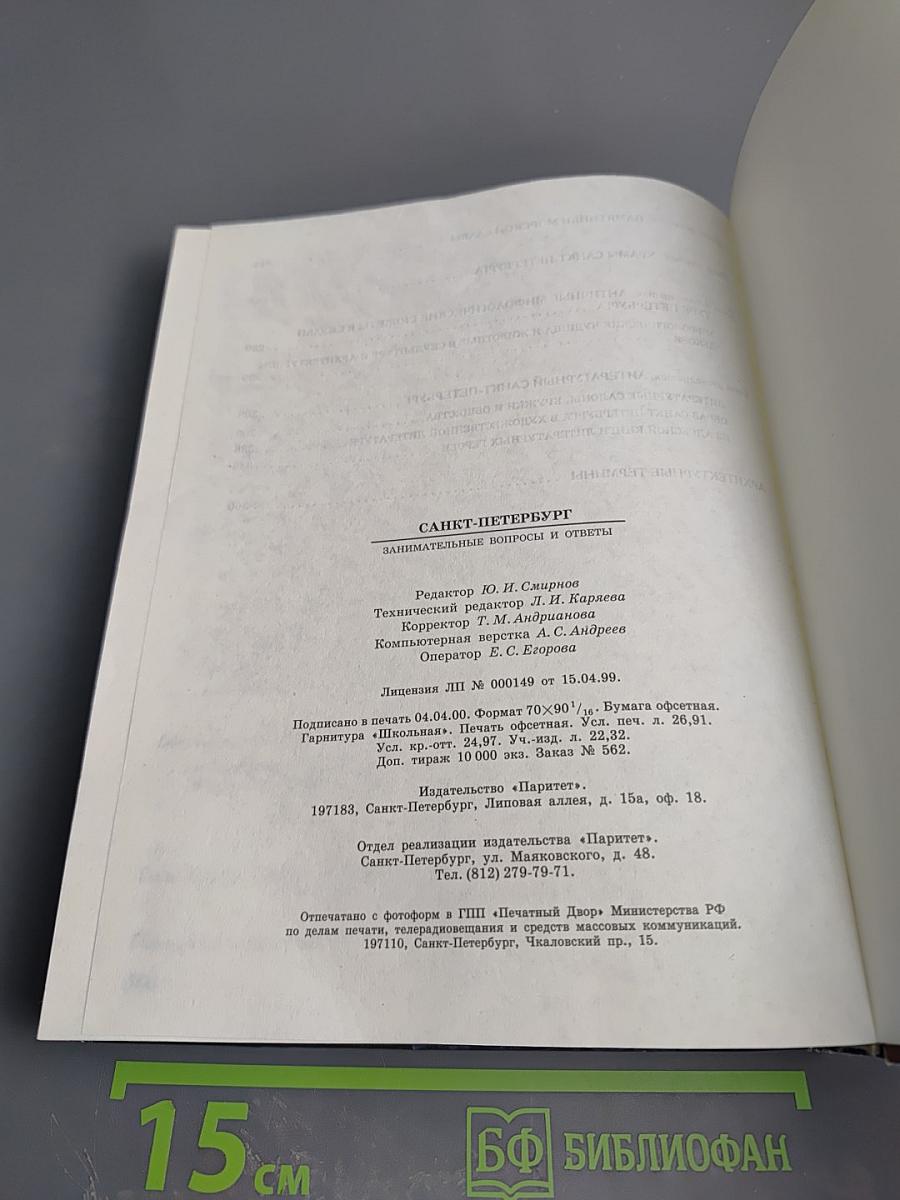 САНКТ-ПЕТЕРБУРГ
ЗАНИМАТЕЛЬНЫЕ ВОПРОСЫ И ОТВЕТЫ
Редактор Ю. И. Смирнов
Технический редактор Л. И. Каряева
Корректор Т. М. Андрианова
Компьютерная верстка А. С. Андреев
Оператор Е. С. Егорова
Лицензия ЛП № 000149 от 15.04.99.
Подписано в печать 04.04.00. Формат 70×90 1/16. Бумага офсетная.
Гарнитура «Школьная». Печать офсетная. Усл. печ. л. 26,91.
Усл. кр.-отт. 24,97. Уч.-изд. л. 22,32.
Доп. тираж 10 000 экз. Заказ № 562.
Издательство «Паритет».
197183, Санкт-Петербург, Липовая аллея, д. 15а, оф. 18.
Отдел реализации издательства «Паритет».
Санкт-Петербург, ул. Маяковского, д. 48.
Тел. (812) 279-79-71.
Отпечатано с фотоформ в ГПП «Печатный Двор» Министерства РФ
по делам печати, телерадиовещания и средств массовых коммуникаций.
197110, Санкт-Петербург, Чкаловский пр., 15.
15 см
БФ БИБЛИОФАН